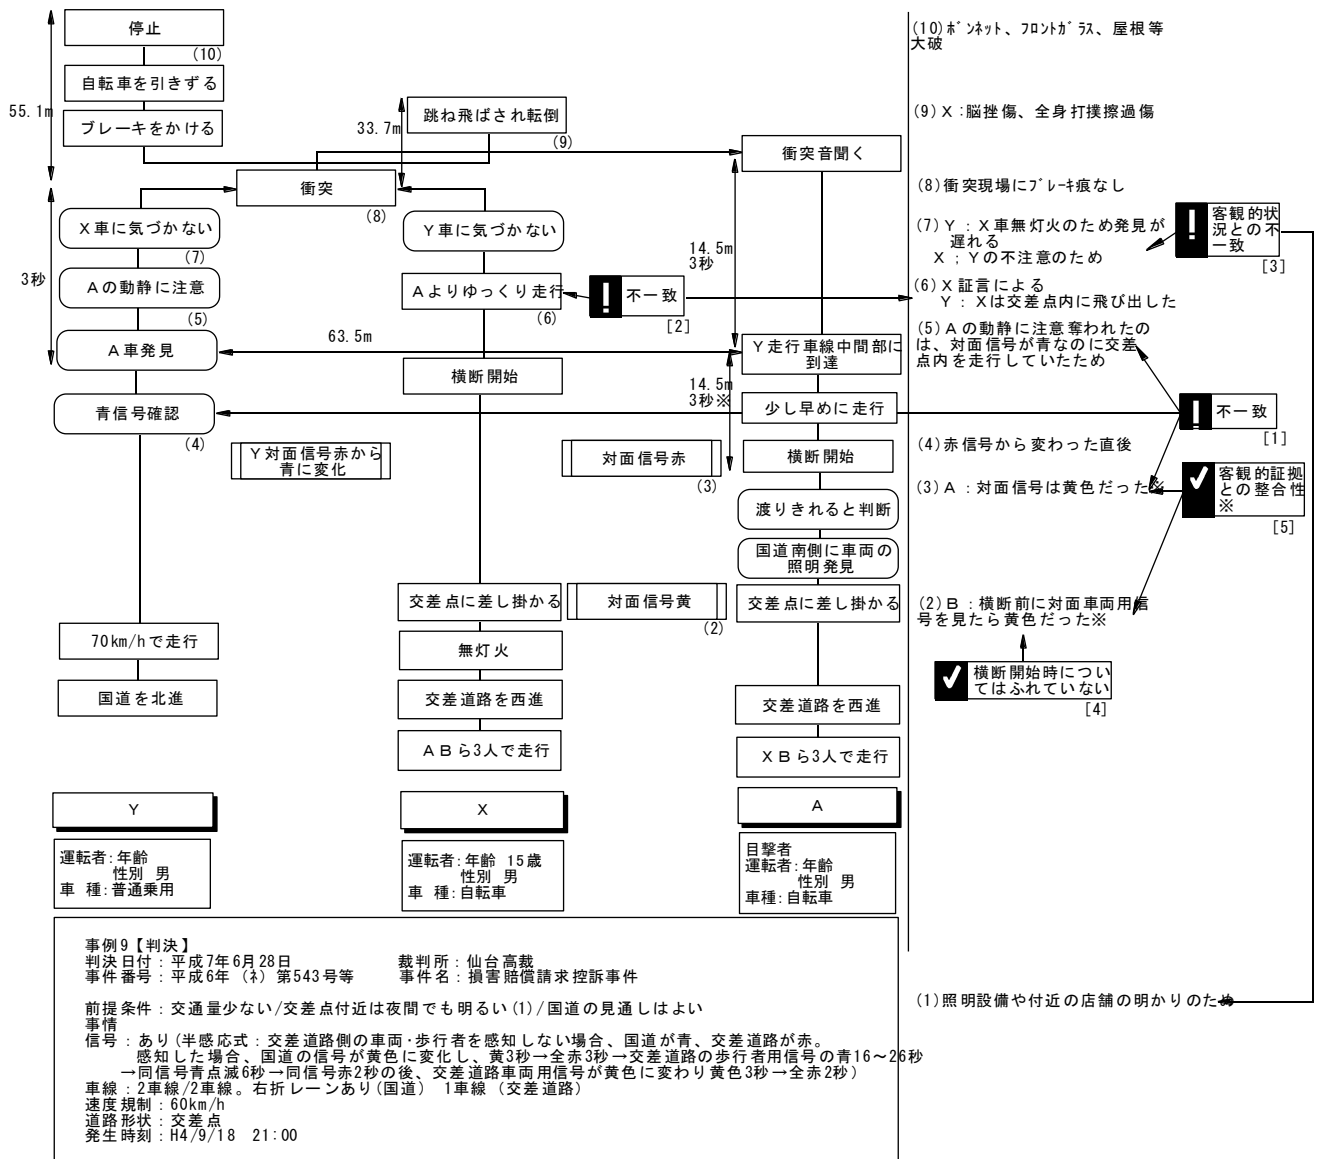 停止
(10)
自転車を引きずる
55.1m
ブレーキをかける
33.7m
跳ね飛ばされ転倒
(9)
衝突音聞く
衝突
(8)
X車に気づかない
(7)
Y車に気づかない
14.5m
3秒
3秒
Aの動静に注意
(5)
Aよりゆっくり走行
(6)
不一致
[2]
A車発見
63.5m
Y走行車線中間部に
到達
横断開始
14.5m
3秒※
青信号確認
(4)
少し早めに走行
Y対面信号赤から
青に変化
対面信号赤
(3)
横断開始
渡りきれると判断
国道南側に車両の
照明発見
交差点に差し掛かる
対面信号黄
(2)
交差点に差し掛かる
70km/hで走行
無灯火
国道を北進
交差道路を西進
交差道路を西進
ABら3人で走行
XBら3人で走行
(10)ボンネット、フロントガラス、屋根等
大破
(9)X:脳挫傷、全身打撲擦過傷
(8)衝突現場にブレーキ痕なし
(7)Y:X車無灯火のため発見が
遅れる
X;Yの不注意のため
客観的状
況との不
一致
[3]
(6)X証言による
Y:Xは交差点内に飛び出した
(5)Aの動静に注意奪われたの
は、対面信号が青なのに交差
点内を走行していたため
不一致
[1]
(4)赤信号から変わった直後
(3)A:対面信号は黄色だった※
客観的証拠
との整合性
※
[5]
(2)B:横断前に対面車両用信
号を見たら黄色だった※
横断開始時につい
てはふれていない
[4]
(1)照明設備や付近の店舗の明かりのため
Y
運転者:年齢
性別 男
車 種:普通乗用
X
運転者:年齢 15歳
性別 男
車 種:自転車
A
目撃者
運転者:年齢
性別 男
車種:自転車
事例9【判決】
判決日付:平成7年6月28日 裁判所:仙台高裁
事件番号:平成6年(ネ)第543号等 事件名:損害賠償請求控訴事件
前提条件:交通量少ない/交差点付近は夜間でも明るい(1)/国道の見通しはよい
事情
信号:あり(半感応式:交差道路側の車両・歩行者を感知しない場合、国道が青、交差道路が赤。
感知した場合、国道の信号が黄色に変化し、黄3秒→全赤3秒→交差道路の歩行者用信号の青16~26秒
→同信号青点滅6秒→同信号赤2秒の後、交差道路車両用信号が黄色に変わり黄色3秒→全赤2秒)
車線:2車線/2車線。右折レーンあり(国道) 1車線(交差道路)
速度規制:60km/h
道路形状:交差点
発生時刻:H4/9/18 21:00